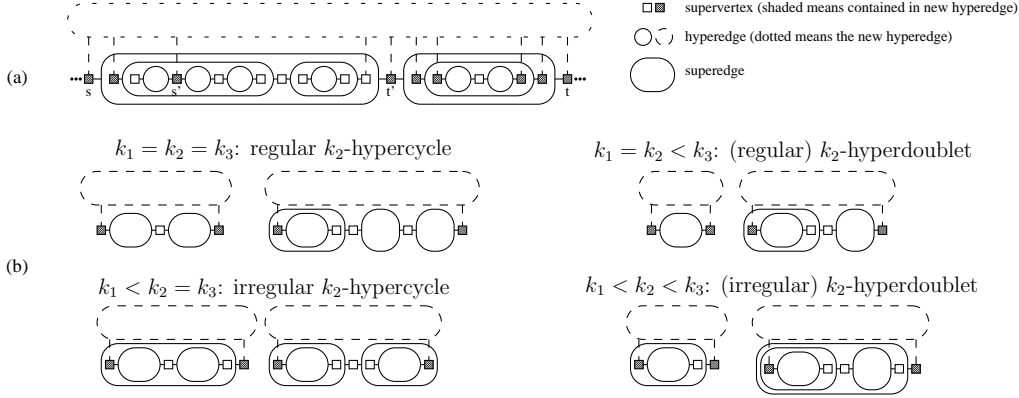 supervertex (shaded means contained in new hyperedge)
hyperedge (dotted means the new hyperedge)
superedge
(a)
s
s'
t'
t
k₁ = k₂ = k₃: regular k₂-hypercycle
k₁ = k₂ < k₃: (regular) k₂-hyperdoublet
(b)
k₁ < k₂ = k₃: irregular k₂-hypercycle
k₁ < k₂ < k₃: (irregular) k₂-hyperdoublet